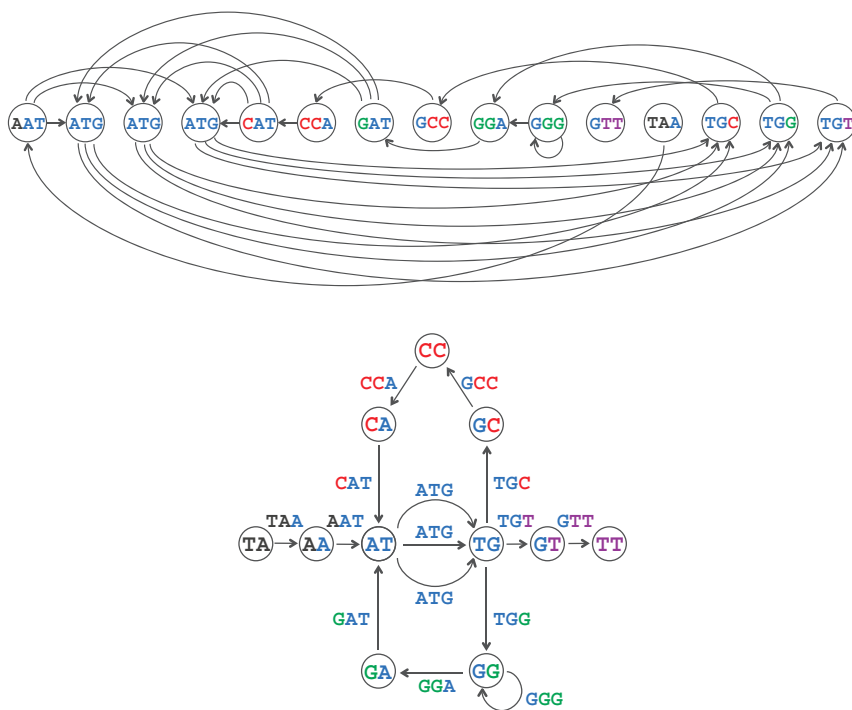 AAT ATG ATG ATG CAT CCA GAT GCC GGA GGG GTT TAA TGC TGG TGT
CC
CCA GCC
CA GC
CAT ATG TGC
TAA AAT ATG TGT GTT
TA AA AT TG GT TT
ATG
GAT TGG
GA GG
GGA GGG